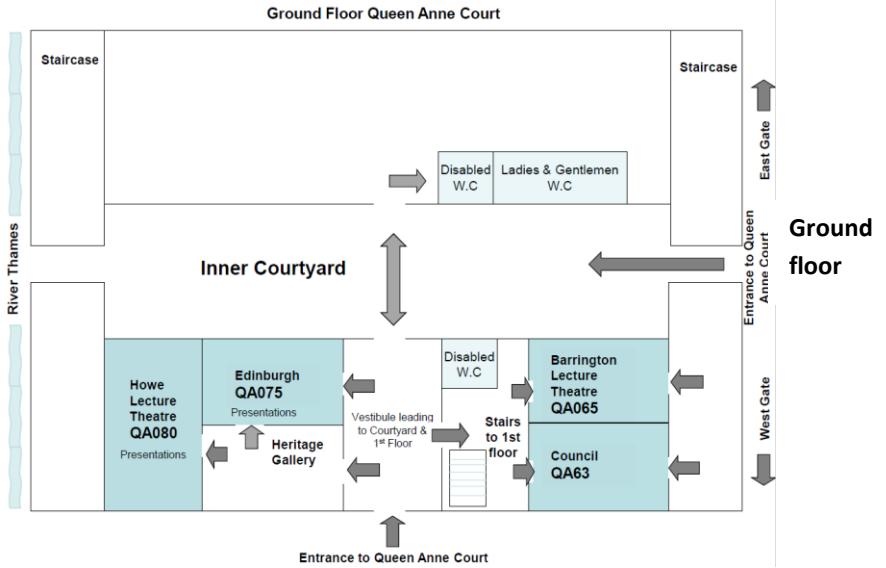 Ground Floor Queen Anne Court
Staircase
Staircase
East Gate
Disabled
W.C
Ladies & Gentlemen
W.C
River Thames
Inner Courtyard
Entrance to Queen
Anne Court
Ground
floor
Howe
Lecture
Theatre
QA080
Presentations
Edinburgh
QA075
Presentations
Heritage
Gallery
Vestibule leading
to Courtyard &
1st Floor
Disabled
W.C
Stairs
to 1st
floor
Barrington
Lecture
Theatre
QA065
Council
QA63
West Gate
Entrance to Queen Anne Court